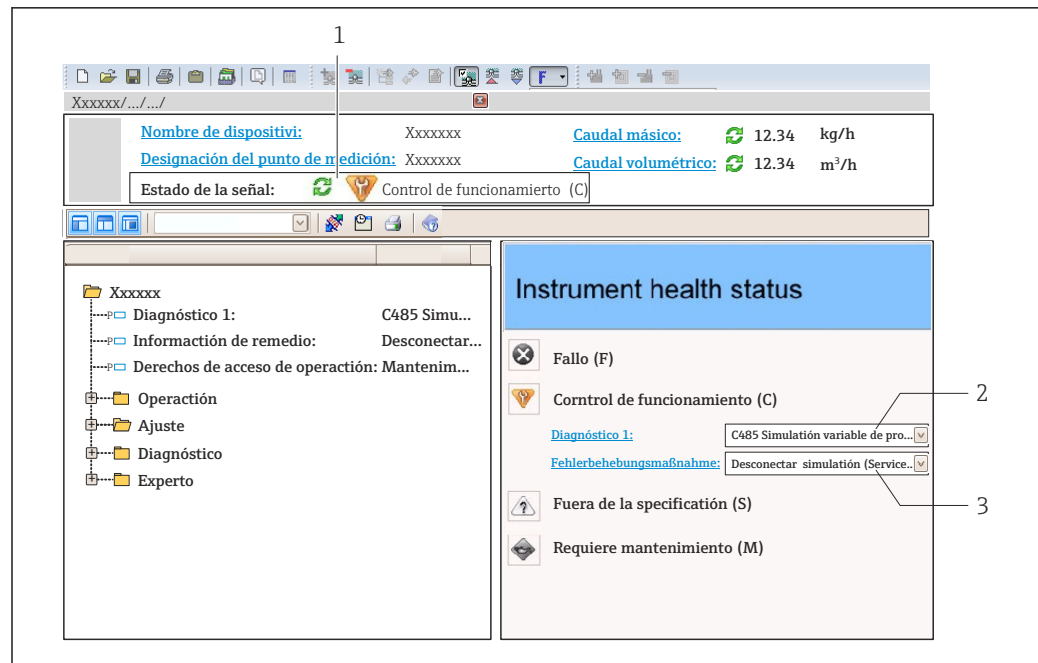 1
F
Xxxxxx/.../.../
Nombre de dispositivi: Xxxxxxx Caudal másico: 12.34 kg/h
Designación del punto de medición: Xxxxxxx Caudal volumétrico: 12.34 m³/h
Estado de la señal: Control de funcionamierto (C)
Xxxxxx
Diagnóstico 1: C485 Simu...
Informactión de remedio: Desconectar...
Derechos de acceso de operactión: Mantenim...
Operactión
Ajuste
Diagnóstico
Experto
Instrument health status
Fallo (F)
Corntrol de funcionamiento (C)
Diagnóstico 1: C485 Simulatión variable de pro...
2
Fehlerbehebungsmaßnahme: Desconectar simulatión (Service..
3
Fuera de la specificatión (S)
Requiere mantenimiento (M)